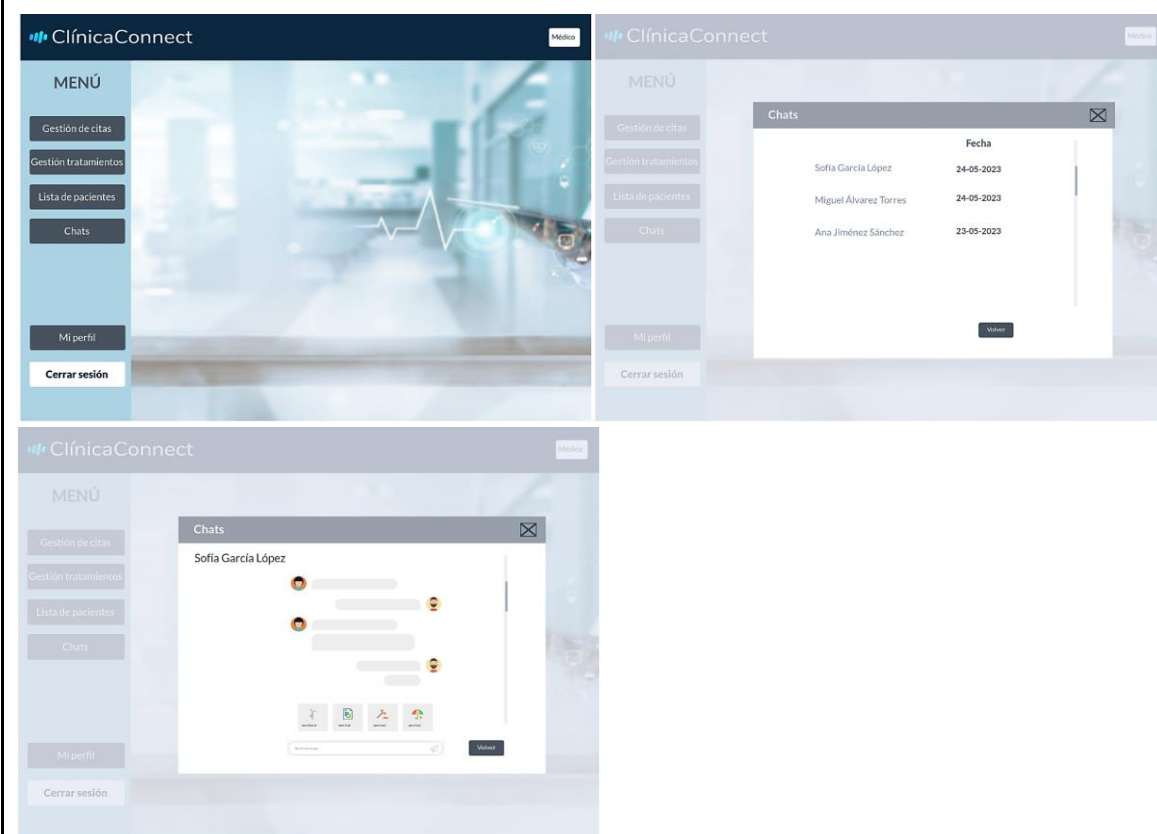 ClínicaConnect
Médico
MENÚ
Gestión de citas
Gestión tratamientos
Lista de pacientes
Chats
Mi perfil
Cerrar sesión
ClínicaConnect
Médico
MENÚ
Gestión de citas
Gestión tratamientos
Lista de pacientes
Chats
Mi perfil
Cerrar sesión
Chats
Fecha
Sofía García López 24-05-2023
Miguel Álvarez Torres 24-05-2023
Ana Jiménez Sánchez 23-05-2023
Volver
ClínicaConnect
Médico
MENÚ
Gestión de citas
Gestión tratamientos
Lista de pacientes
Chats
Mi perfil
Cerrar sesión
Chats
Sofía García López
Volver